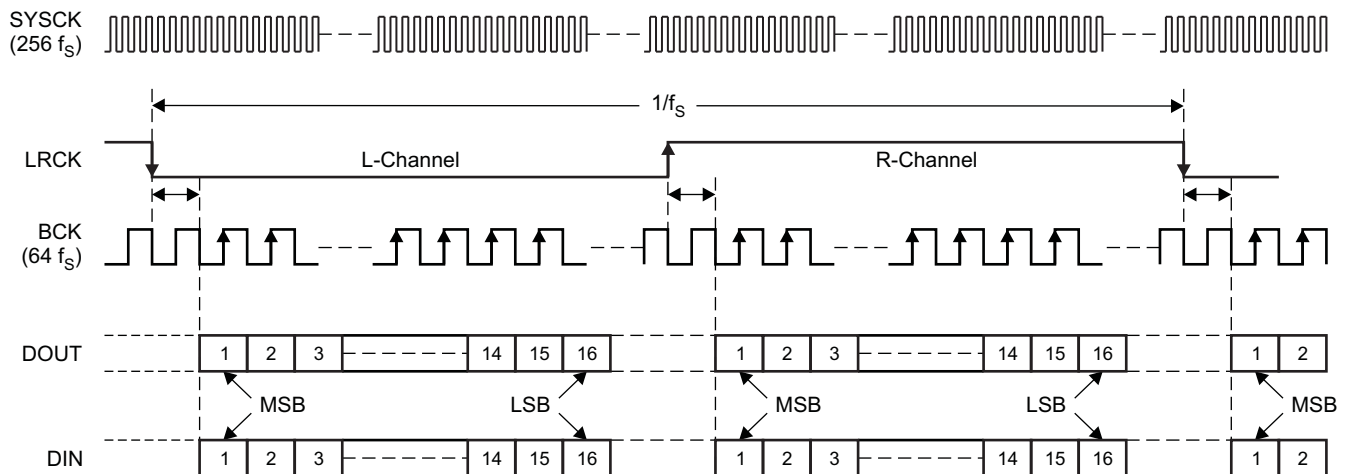 SYSCK
(256 fS)
1/fS
LRCK
L-Channel
R-Channel
BCK
(64 fS)
DOUT
1 2 3 14 15 16 1 2 3 14 15 16 1 2
MSB LSB MSB LSB MSB
DIN
1 2 3 14 15 16 1 2 3 14 15 16 1 2